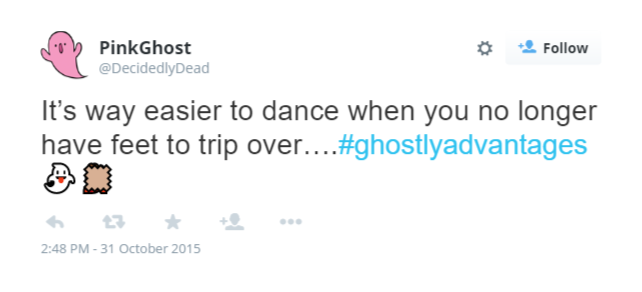 PinkGhost
@DecidedlyDead
Follow
It’s way easier to dance when you no longer
have feet to trip over….#ghostlyadvantages
2:48 PM - 31 October 2015